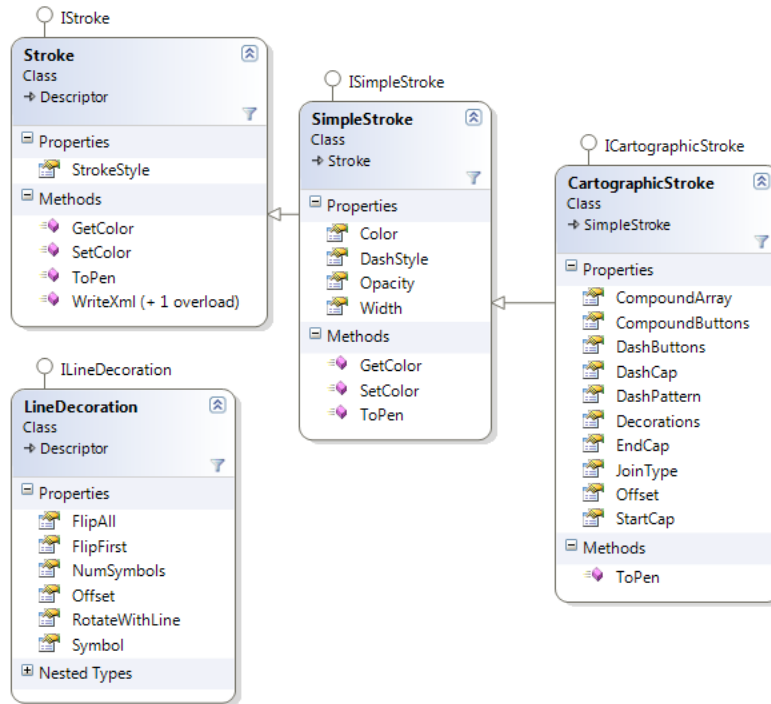 IStroke
Stroke
Class
Descriptor
Properties
StrokeStyle
Methods
GetColor
SetColor
ToPen
WriteXml (+ 1 overload)
ISimpleStroke
SimpleStroke
Class
Stroke
Properties
Color
DashStyle
Opacity
Width
Methods
GetColor
SetColor
ToPen
ICartographicStroke
CartographicStroke
Class
SimpleStroke
Properties
CompoundArray
CompoundButtons
DashButtons
DashCap
DashPattern
Decorations
EndCap
JoinType
Offset
StartCap
Methods
ToPen
ILineDecoration
LineDecoration
Class
Descriptor
Properties
FlipAll
FlipFirst
NumSymbols
Offset
RotateWithLine
Symbol
Nested Types